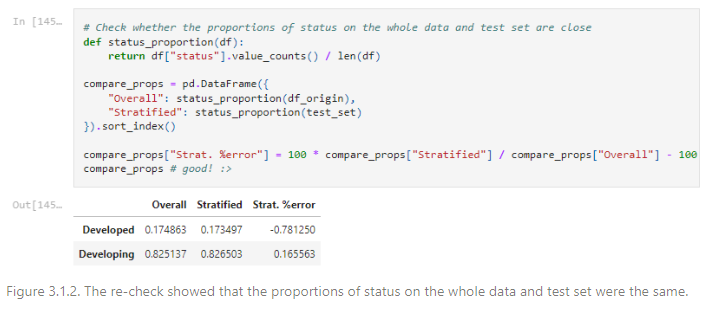 In [145…
# Check whether the proportions of status on the whole data and test set are close
def status_proportion(df):
    return df["status"].value_counts() / len(df)
compare_props = pd.DataFrame({
    "Overall": status_proportion(df_origin),
    "Stratified": status_proportion(test_set)
}).sort_index()
compare_props["Strat. %error"] = 100 * compare_props["Stratified"] / compare_props["Overall"] - 100
compare_props # good! :>
Out[145…
Overall Stratified Strat. %error
Developed 0.174863 0.173497 -0.781250
Developing 0.825137 0.826503 0.165563
Figure 3.1.2. The re-check showed that the proportions of status on the whole data and test set were the same.